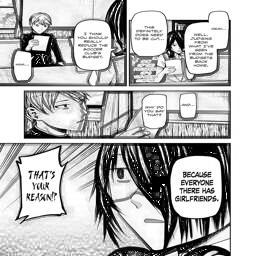 OKAY...
WELL,
JUDGING
FROM WHAT
I'VE SEEN
FROM THE
BUDGETS
BACK
HOME,
THIS
DEFINITELY
DOES NEED
TO BE
CUT...
I THINK
YOU SHOULD
REALLY
REDUCE THE
SOCCER
CLUB'S
BUDGET.
HMM...
WHY DO
YOU SAY
THAT?
BECAUSE
EVERYONE
THERE HAS
GIRLFRIENDS.
THAT'S
YOUR
REASON!?